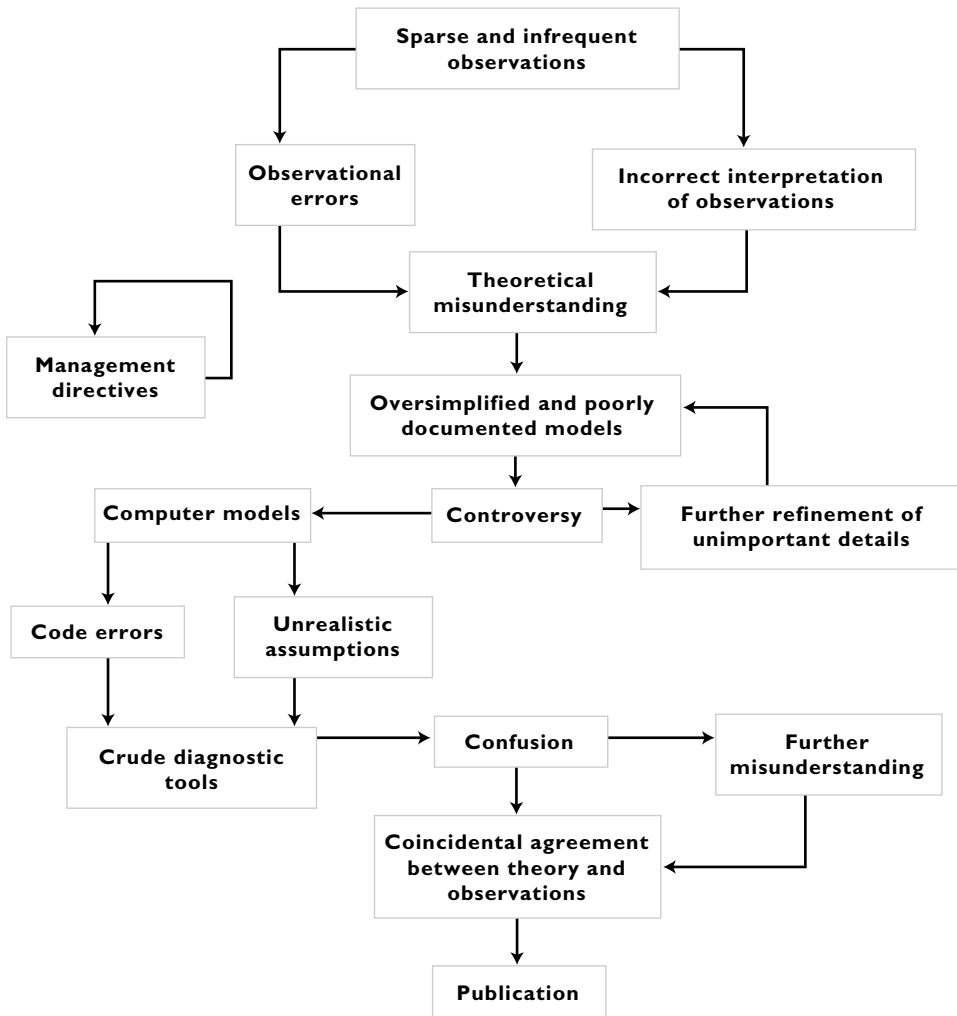 Sparse and infrequent
observations
Observational
errors
Incorrect interpretation
of observations
Theoretical
misunderstanding
Management
directives
Oversimplified and poorly
documented models
Computer models
Controversy
Further refinement of
unimportant details
Code errors
Unrealistic
assumptions
Crude diagnostic
tools
Confusion
Further
misunderstanding
Coincidental agreement
between theory and
observations
Publication